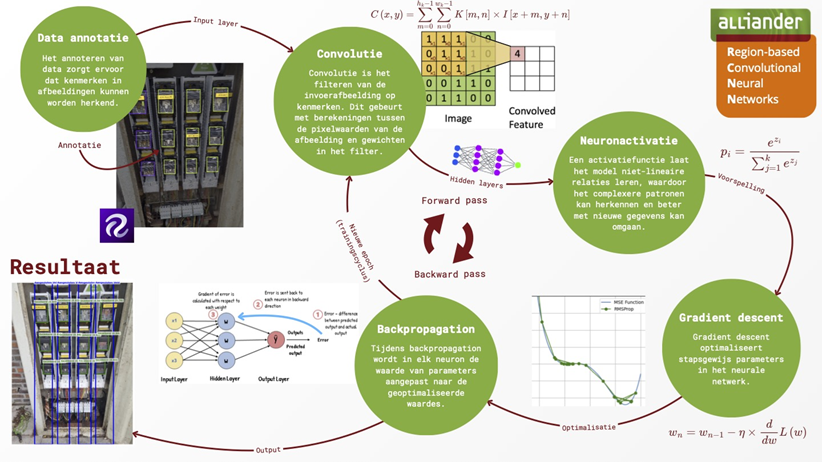 Data annotatie
Het annoteren van
data zorgt ervoor
dat kenmerken in
afbeeldingen kunnen
worden herkend.
Input layer
Annotatie
C(x,y) = ∑_{m=0}^{h_k−1} ∑_{n=0}^{w_k−1} K[m,n] × I[x+m,y+n]
Convolutie
Convolutie is het
filteren van de
invoerafbeelding op
kenmerken. Dit gebeurt
met berekeningen tussen
de pixelwaarden van de
afbeelding en gewichten
in het filter.
1 1 1 0 0
0 1 1 1 0
0 0 1 1 1
0 0 1 1 0
0 1 1 0 0
Image
4
Convolved
Feature
alliander
Region-based
Convolutional
Neural
Networks
Hidden layers
Neuronactivatie
Een activatiefunctie laat
het model niet-lineaire
relaties leren, waardoor
het complexere patronen
kan herkennen en beter
met nieuwe gegevens kan
omgaan.
p_i = e^{z_i} / ∑_{j=1}^{k} e^{z_j}
Voorspelling
Forward pass
Backward pass
Nieuwe epoch
(trainingscyclus)
Resultaat
Gradient of error is
calculated with respect to
each weight
3
Error is sent back to
each neuron in backward
direction
2
1
Error - difference
between predicted
output and actual
output
x1
x2
x3
W
W
W
Ŷ
Outputs
Predicted
output
Error
Input Layer
Hidden Layer
Output Layer
Backpropagation
Tijdens backpropagation
wordt in elk neuron de
waarde van parameters
aangepast naar de
geoptimaliseerde
waardes.
MSE Function
RMSProp
Gradient descent
Gradient descent
optimaliseert
stapsgewijs parameters
in het neurale
netwerk.
Optimalisatie
w_n = w_{n−1} − η × d/dw L(w)
Output